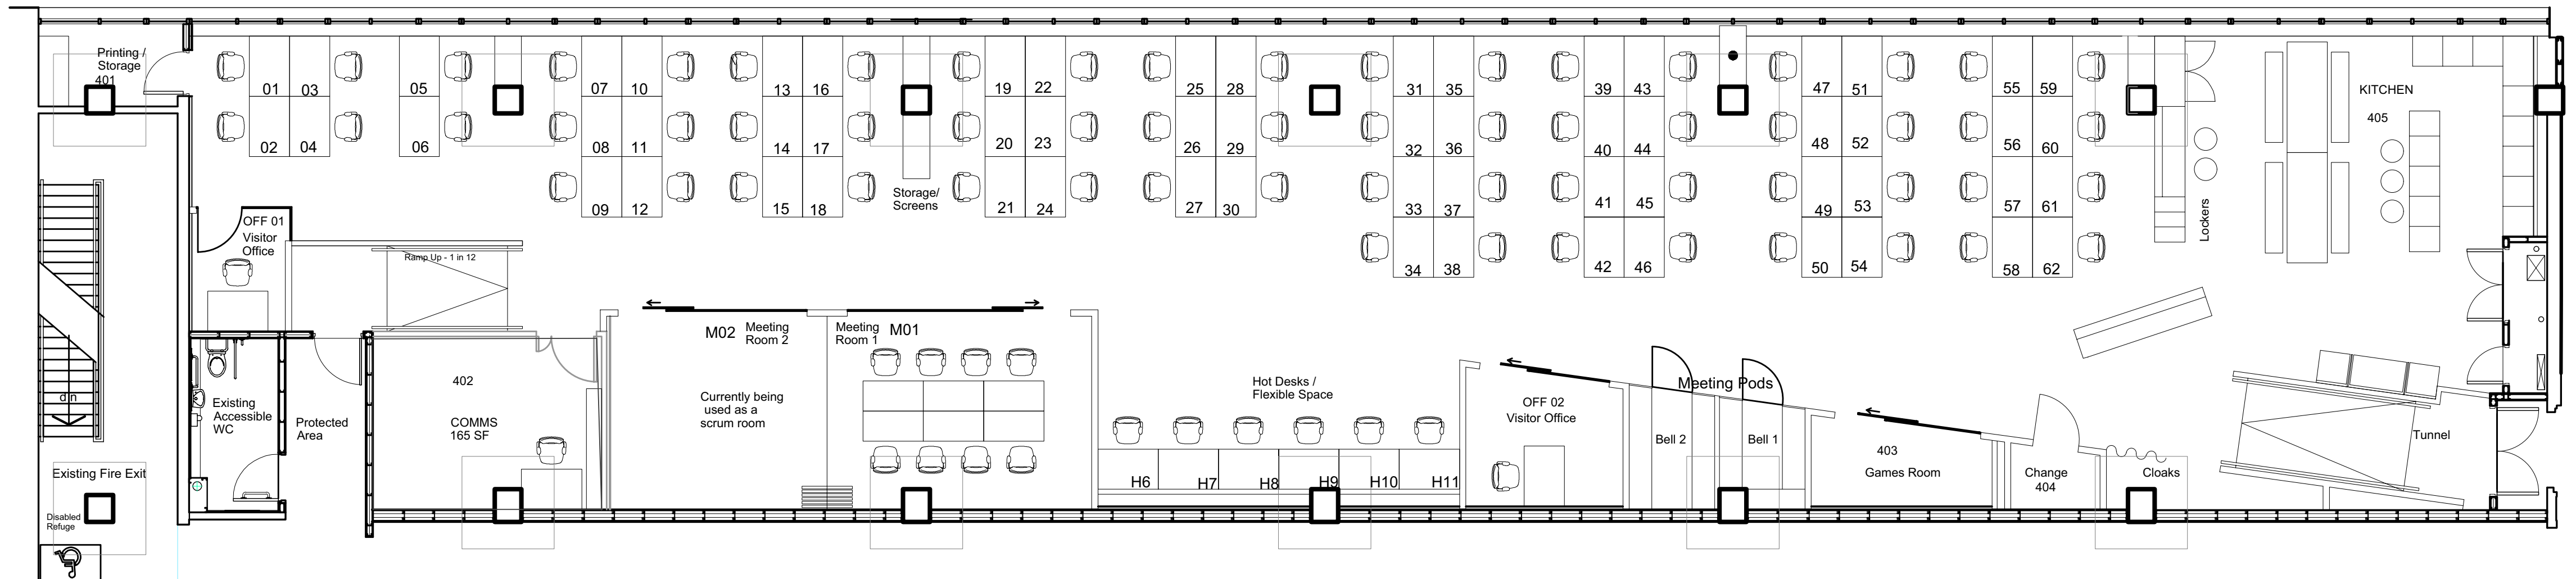 Printing /
Storage
401
01 03
02 04
05
06
07 10
08 11
09 12
13 16
14 17
15 18
Storage/
Screens
19 22
20 23
21 24
25 28
26 29
27 30
31 35
32 36
33 37
34 38
39 43
40 44
41 45
42 46
47 51
48 52
49 53
50 54
55 59
56 60
57 61
58 62
Lockers
KITCHEN
405
OFF 01
Visitor
Office
Ramp Up - 1 in 12
dn
Existing
Accessible
WC
Protected
Area
402
COMMS
165 SF
M02 Meeting
Room 2
Currently being
used as a
scrum room
Meeting M01
Room 1
Hot Desks /
Flexible Space
H6 H7 H8 H9 H10 H11
OFF 02
Visitor Office
Meeting Pods
Bell 2
Bell 1
403
Games Room
Change
404
Cloaks
Tunnel
Existing Fire Exit
Disabled
Refuge